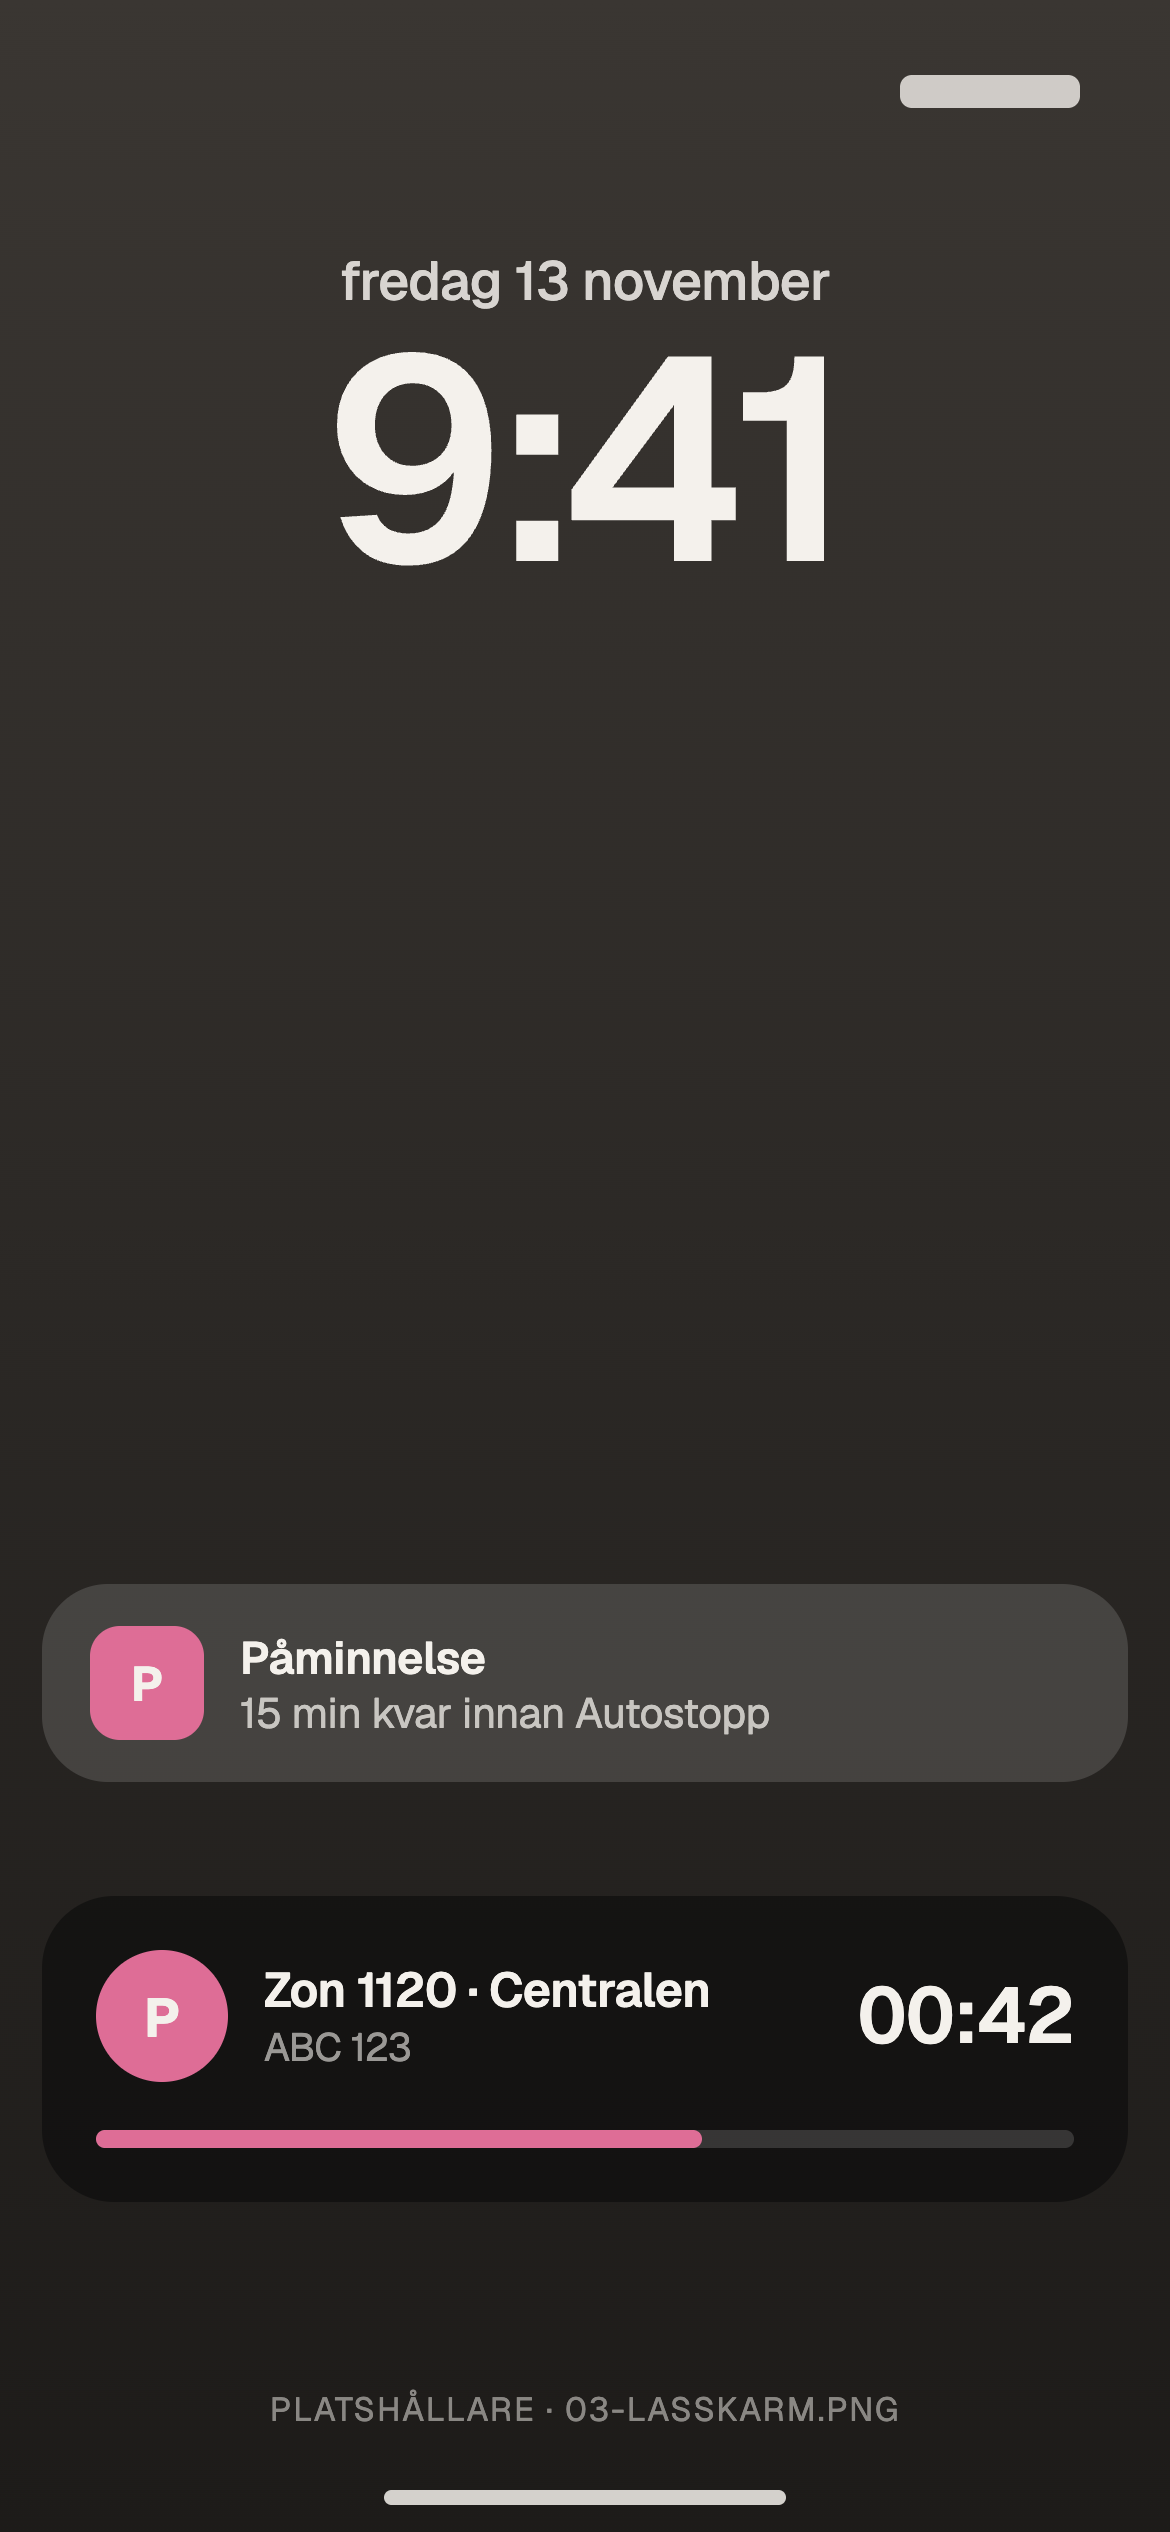 fredag 13 november
9:41
P
Påminnelse
15 min kvar innan Autostopp
P
Zon 1120 · Centralen
ABC 123
00:42
PLATSHÅLLARE · 03-LASSKARM.PNG